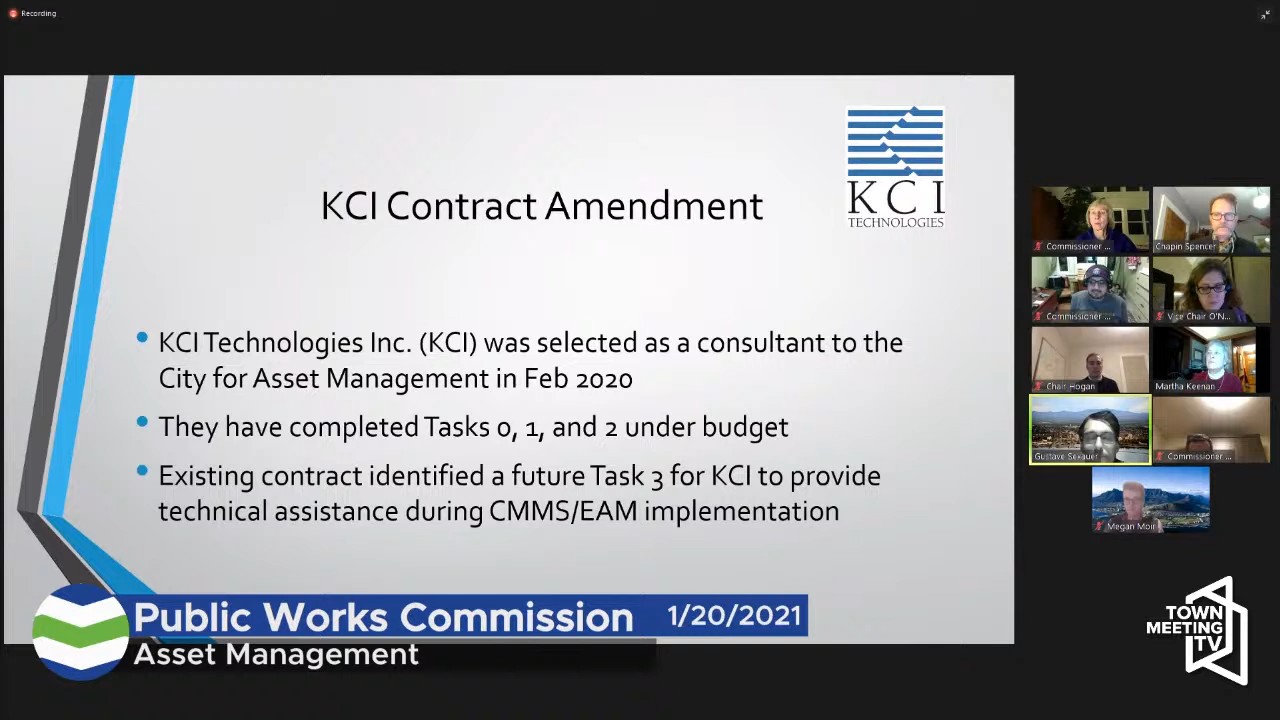 Recording
KCI Contract Amendment
KCI
TECHNOLOGIES
• KCI Technologies Inc. (KCI) was selected as a consultant to the
City for Asset Management in Feb 2020
• They have completed Tasks 0, 1, and 2 under budget
• Existing contract identified a future Task 3 for KCI to provide
technical assistance during CMMS/EAM implementation
Commissioner ...
Chapin Spencer
Commissioner ...
Vice Chair O'N...
Chair Hogan
Martha Keenan
Gustave Sexauer
Commissioner ...
Megan Moir
Public Works Commission 1/20/2021
Asset Management
TOWN
MEETING
TV